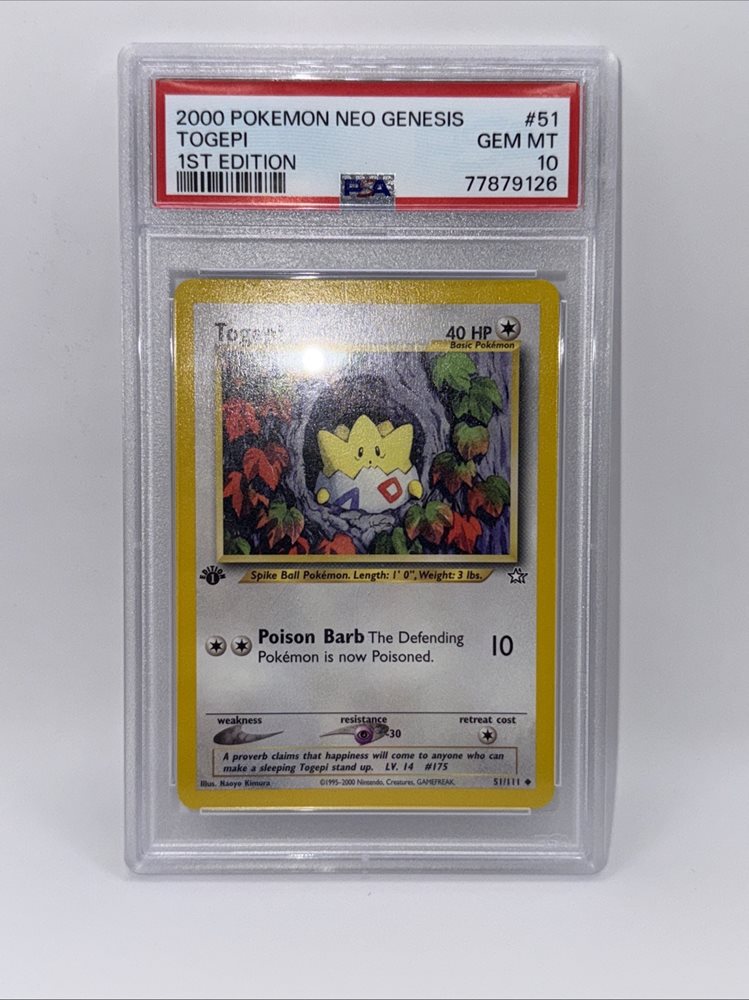 2000 POKEMON NEO GENESIS #51
TOGEPI GEM MT
1ST EDITION 10
PSA 77879126
Togepi 40 HP
Basic Pokémon
EDITION 1
Spike Ball Pokémon. Length: 1' 0", Weight: 3 lbs.
Poison Barb The Defending 10
Pokémon is now Poisoned.
weakness resistance retreat cost
-30
A proverb claims that happiness will come to anyone who can
make a sleeping Togepi stand up. LV. 14 #175
Illus. Naoyo Kimura ©1995-2000 Nintendo, Creatures, GAMEFREAK. 51/111